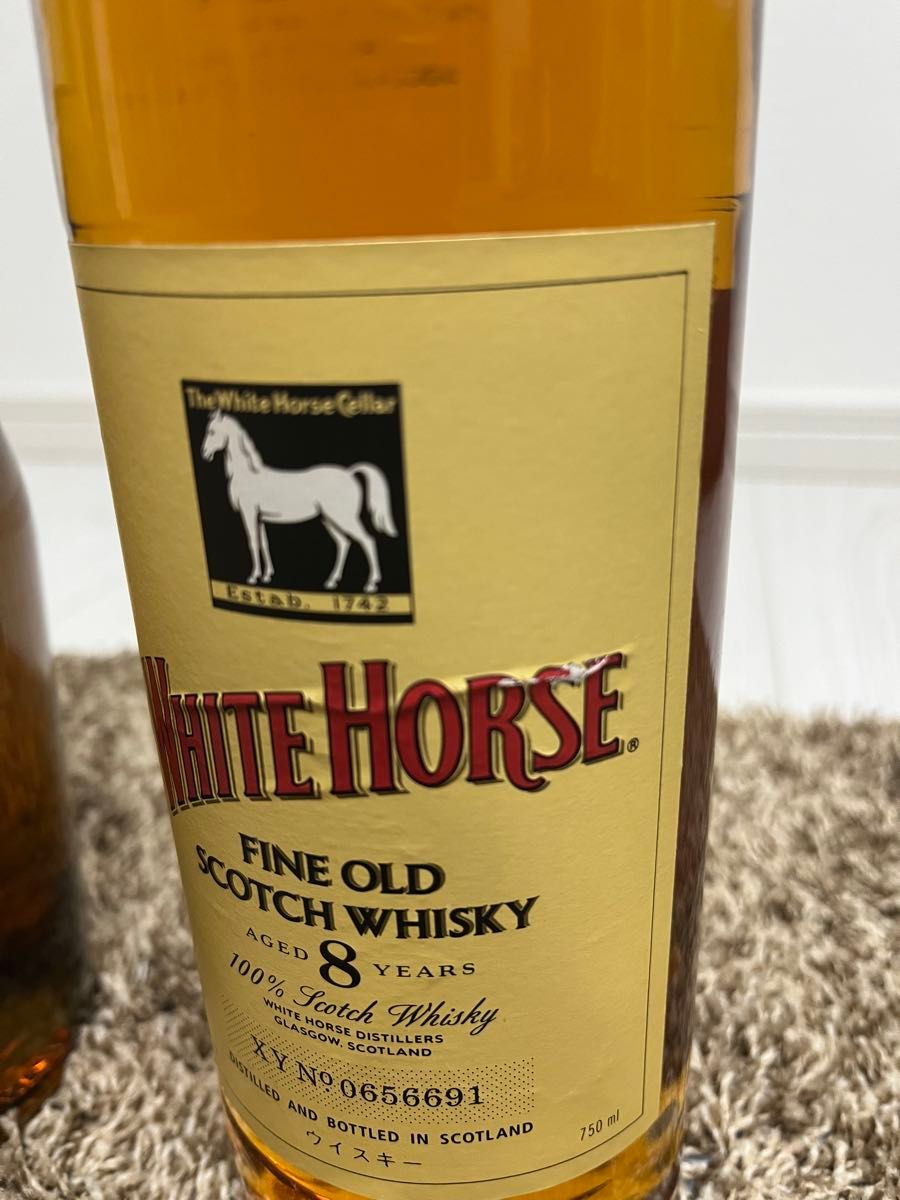 The White Horse Cellar
Estab. 1742
WHITE HORSE ®
FINE OLD
SCOTCH WHISKY
AGED 8 YEARS
100% Scotch Whisky
WHITE HORSE DISTILLERS
GLASGOW, SCOTLAND
XY Nº 0656691
DISTILLED AND BOTTLED IN SCOTLAND
ウイスキー
750 ml